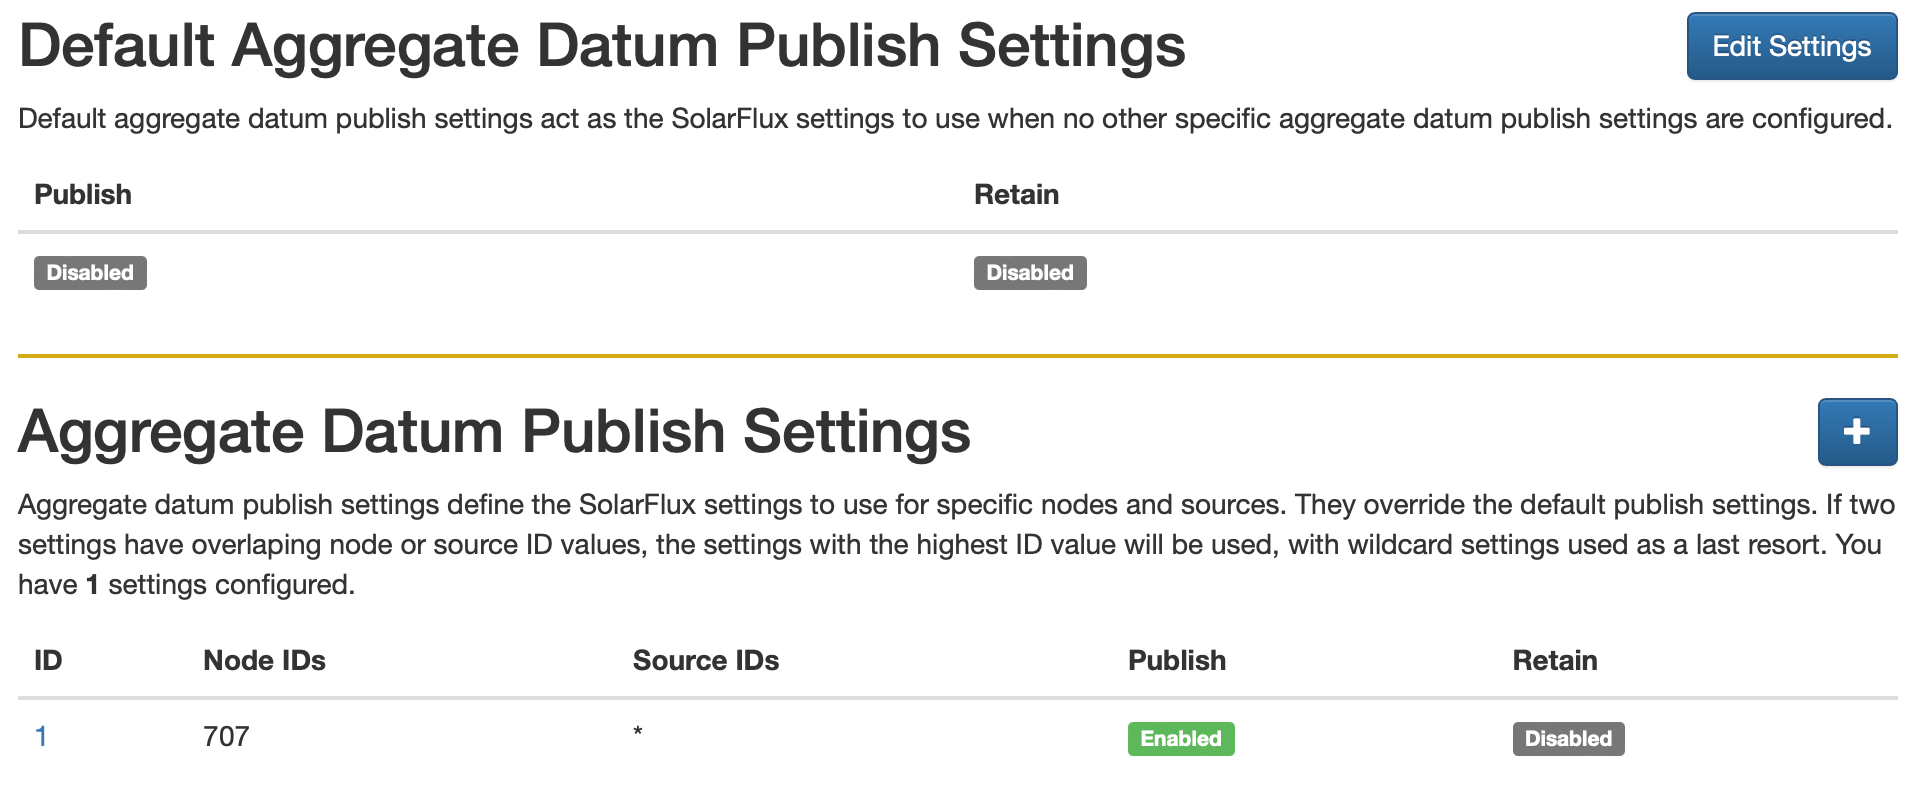 Default Aggregate Datum Publish Settings
Edit Settings
Default aggregate datum publish settings act as the SolarFlux settings to use when no other specific aggregate datum publish settings are configured.
Publish Retain
Disabled Disabled
Aggregate Datum Publish Settings
+
Aggregate datum publish settings define the SolarFlux settings to use for specific nodes and sources. They override the default publish settings. If two
settings have overlaping node or source ID values, the settings with the highest ID value will be used, with wildcard settings used as a last resort. You
have 1 settings configured.
ID Node IDs Source IDs Publish Retain
1 707 * Enabled Disabled